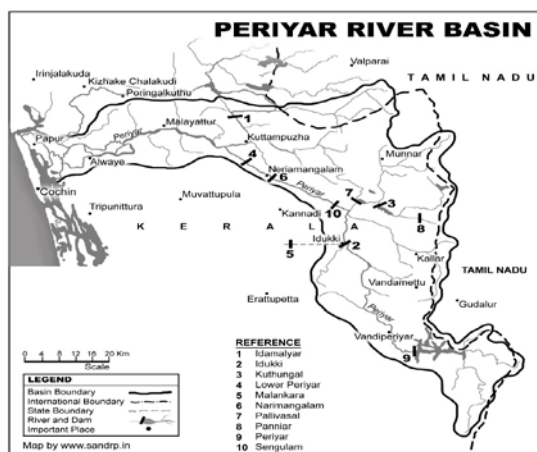 PERIYAR RIVER BASIN
Valparai
TAMIL NADU
Irinjalakuda
Kizhake Chalakudi
Poringalkuthu
1
Periyar
Malayattur
Kuttampuzha
Papur
Munnar
Alwaye
4
Neriamangalam
6
Periyar
7
3
Cochin
Muvattupula
Kannadi
10
8
Tripunittura
KERALA
Idukki
5
2
Kallar
TAMIL NADU
Vandamettu
Erattupetta
Gudalur
Periyar
Vandiperiyar
9
0 4 8 12 16 20 Km
Scale
LEGEND
Basin Boundary
International Boundary
State Boundary
River and Dam
Important Place
Map by www.sandrp.in
REFERENCE
1 Idamalyar
2 Idukki
3 Kuthungal
4 Lower Periyar
5 Malankara
6 Narimangalam
7 Pallivasal
8 Panniar
9 Periyar
10 Sengulam